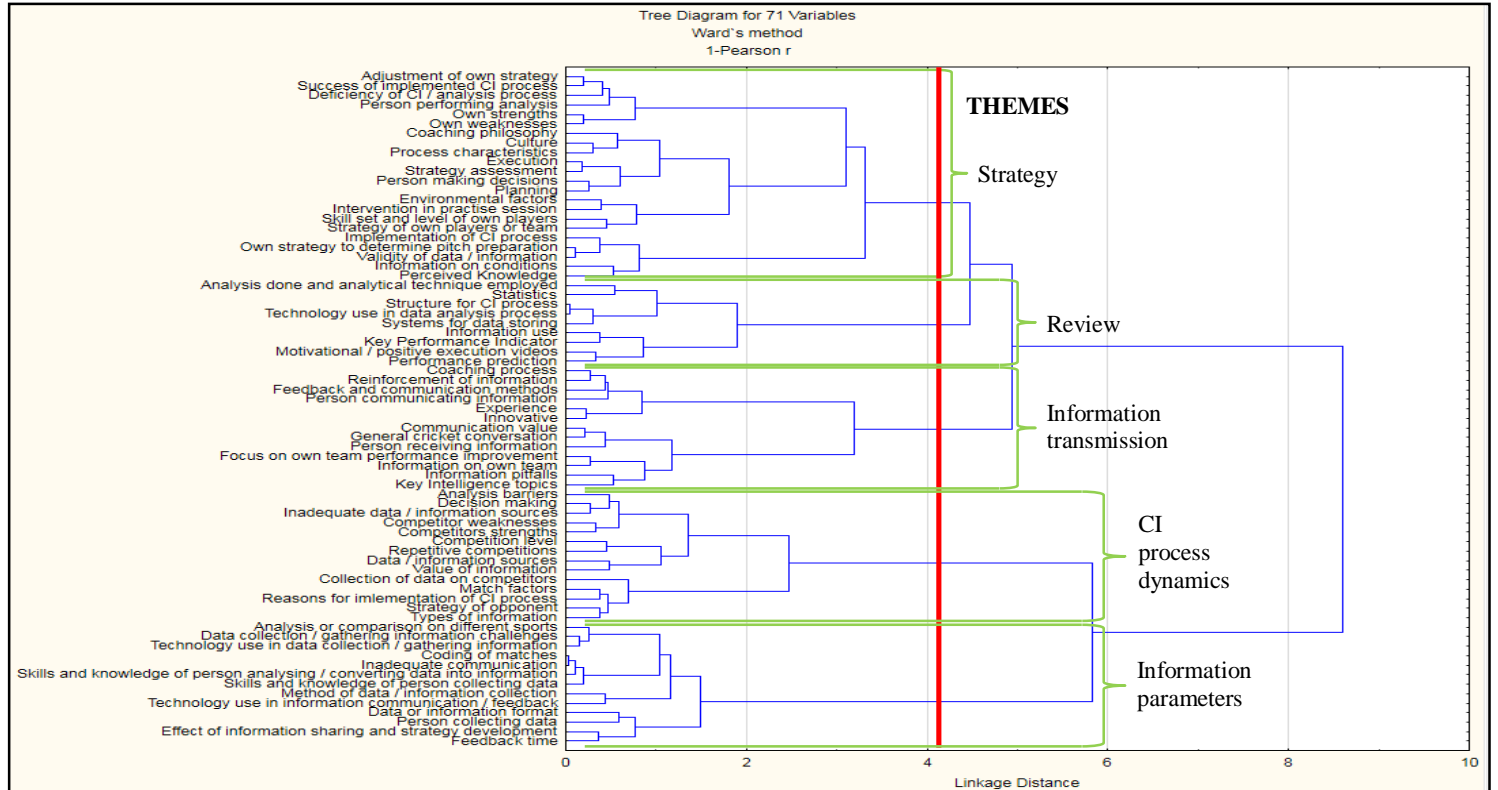 Tree Diagram for 71 Variables
Ward`s method
1-Pearson r
Adjustment of own strategy
Success of implemented CI process
Deficiency of CI / analysis process
Person performing analysis
Own strengths
Own weaknesses
Coaching philosophy
Culture
Process characteristics
Execution
Strategy assessment
Person making decisions
Planning
Environmental factors
Intervention in practise session
Skill set and level of own players
Strategy of own players or team
Implementation of CI process
Own strategy to determine pitch preparation
Validity of data / information
Information on conditions
Perceived Knowledge
Analysis done and analytical technique employed
Statistics
Structure for CI process
Technology use in data analysis process
Systems for data storing
Information use
Key Performance Indicator
Motivational / positive execution videos
Performance prediction
Coaching process
Reinforcement of information
Feedback and communication methods
Person communicating information
Experience
Innovative
Communication value
General cricket conversation
Person receiving information
Focus on own team performance improvement
Information on own team
Information pitfalls
Key Intelligence topics
Analysis barriers
Decision making
Inadequate data / information sources
Competitor weaknesses
Competitors strengths
Competition level
Repetitive competitions
Data / information sources
Value of information
Collection of data on competitors
Match factors
Reasons for imlementation of CI process
Strategy of opponent
Types of information
Analysis or comparison on different sports
Data collection / gathering information challenges
Technology use in data collection / gathering information
Coding of matches
Inadequate communication
Skills and knowledge of person analysing / converting data into information
Skills and knowledge of person collecting data
Method of data / information collection
Technology use in information communication / feedback
Data or information format
Person collecting data
Effect of information sharing and strategy development
Feedback time
THEMES
Strategy
Review
Information
transmission
CI
process
dynamics
Information
parameters
0 2 4 6 8 10
Linkage Distance